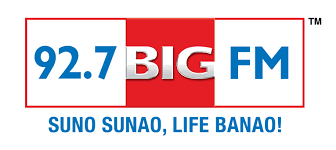 92.7 BIG FM ™
SUNO SUNAO, LIFE BANAO!